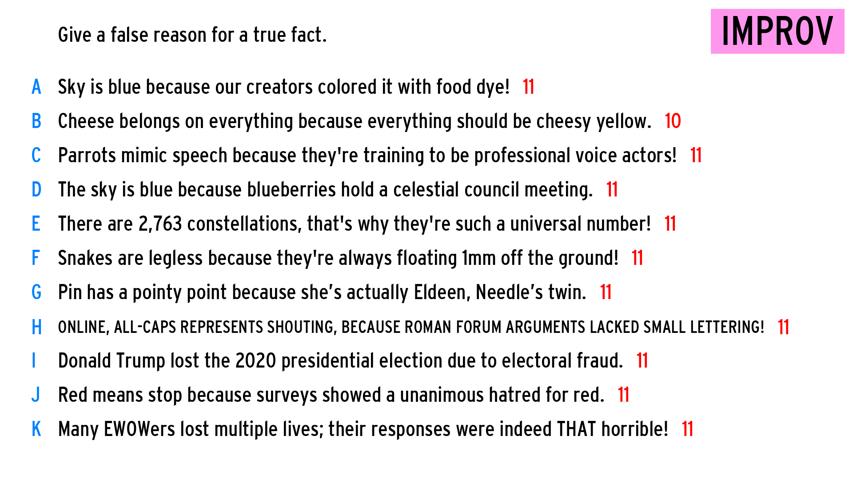 Give a false reason for a true fact.
IMPROV
A Sky is blue because our creators colored it with food dye! 11
B Cheese belongs on everything because everything should be cheesy yellow. 10
C Parrots mimic speech because they're training to be professional voice actors! 11
D The sky is blue because blueberries hold a celestial council meeting. 11
E There are 2,763 constellations, that's why they're such a universal number! 11
F Snakes are legless because they're always floating 1mm off the ground! 11
G Pin has a pointy point because she’s actually Eldeen, Needle’s twin. 11
H ONLINE, ALL-CAPS REPRESENTS SHOUTING, BECAUSE ROMAN FORUM ARGUMENTS LACKED SMALL LETTERING! 11
I Donald Trump lost the 2020 presidential election due to electoral fraud. 11
J Red means stop because surveys showed a unanimous hatred for red. 11
K Many EWOWers lost multiple lives; their responses were indeed THAT horrible! 11